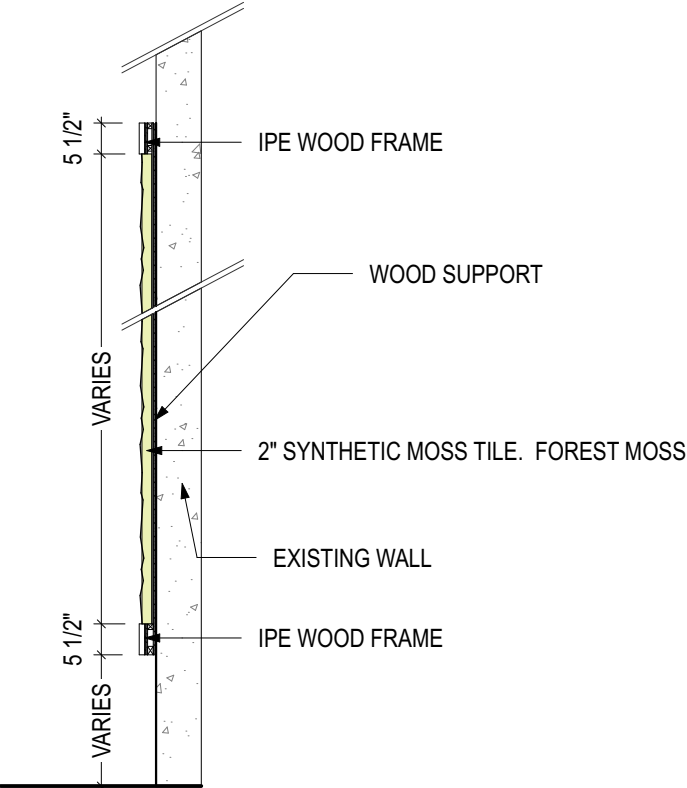 5 1/2"
IPE WOOD FRAME
WOOD SUPPORT
VARIES
2" SYNTHETIC MOSS TILE. FOREST MOSS
EXISTING WALL
5 1/2"
IPE WOOD FRAME
VARIES